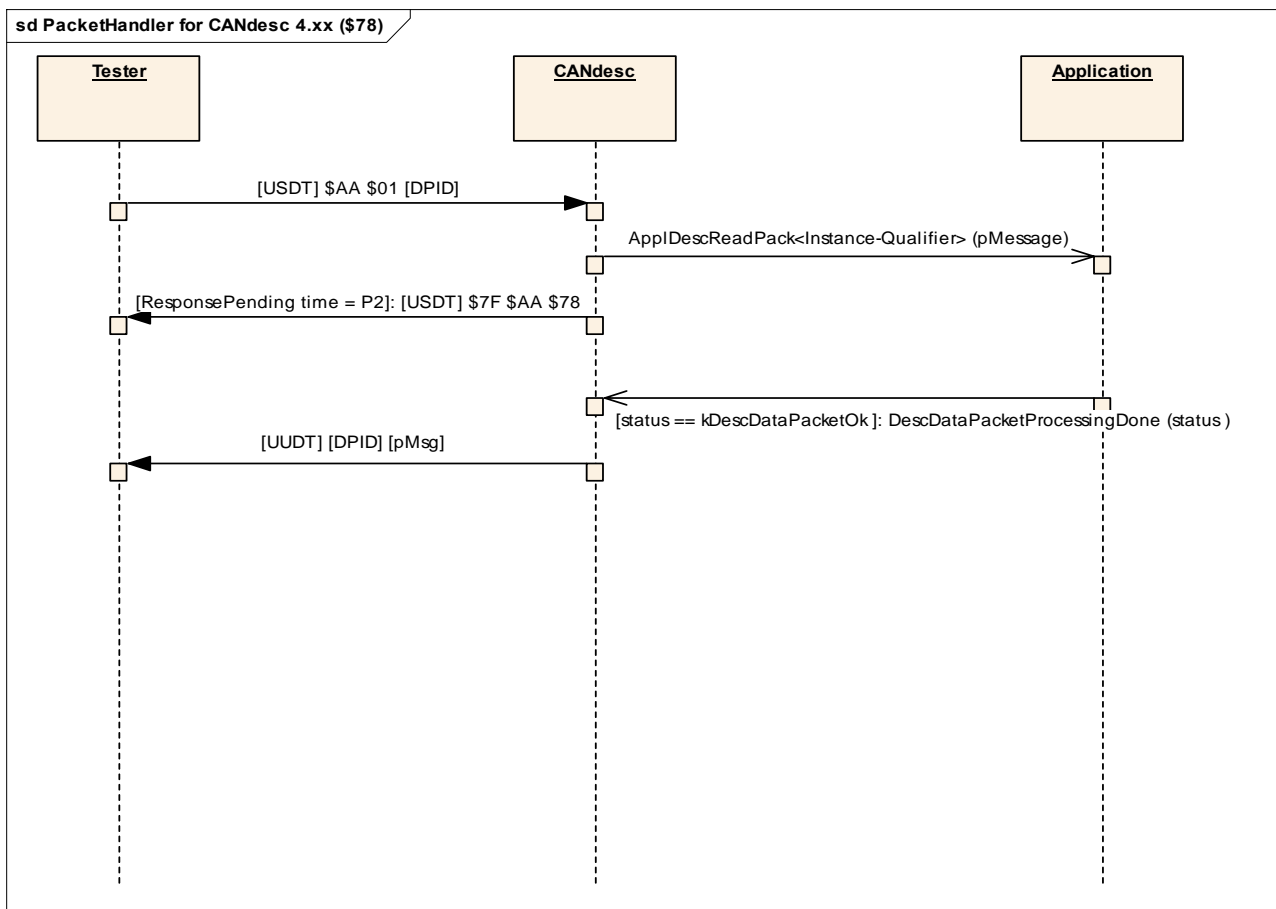 sd PacketHandler for CANdesc 4.xx ($78)
Tester
CANdesc
Application
[USDT] $AA $01 [DPID]
ApplDescReadPack<Instance-Qualifier> (pMessage)
[ResponsePending time = P2]: [USDT] $7F $AA $78
[status == kDescDataPacketOk]: DescDataPacketProcessingDone (status )
[UUDT] [DPID] [pMsg]